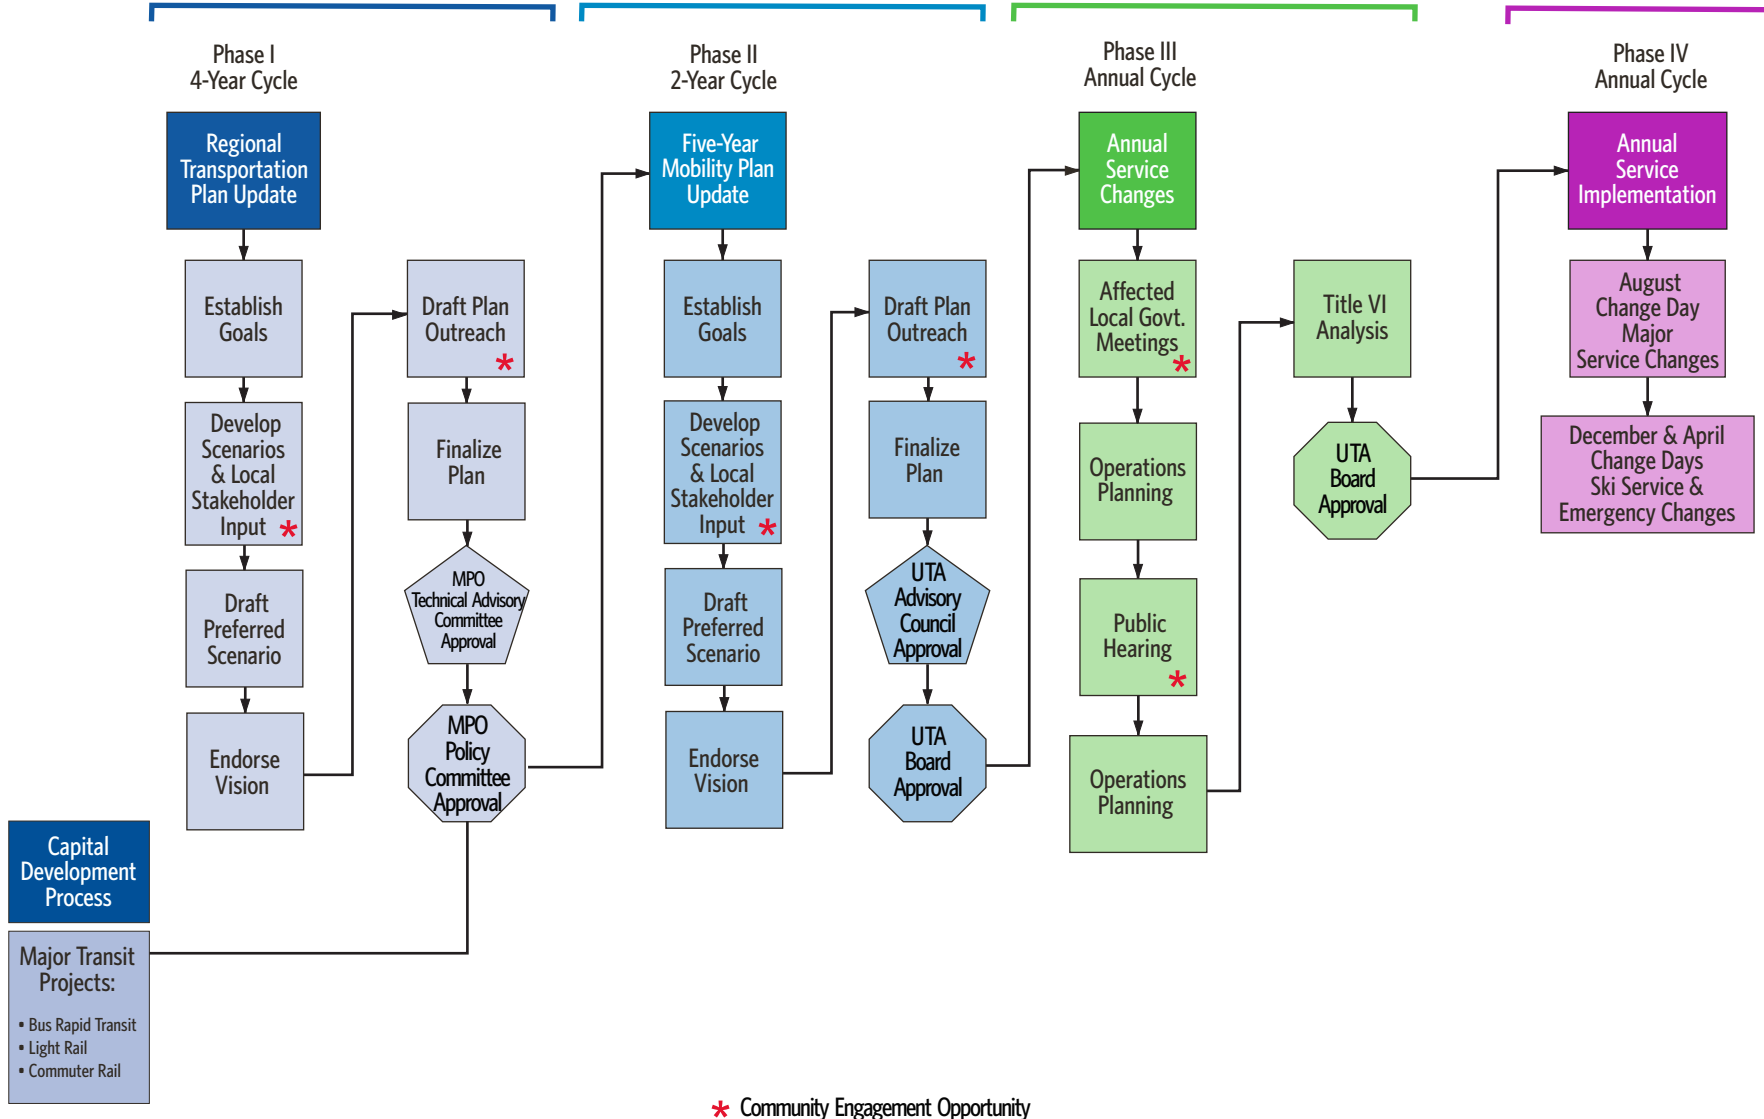 Phase I
4-Year Cycle
Regional
Transportation
Plan Update
Establish
Goals
Develop
Scenarios
& Local
Stakeholder
Input *
Draft
Preferred
Scenario
Endorse
Vision
Draft Plan
Outreach
*
Finalize
Plan
MPO
Technical Advisory
Committee
Approval
MPO
Policy
Committee
Approval
Capital
Development
Process
Major Transit
Projects:
• Bus Rapid Transit
• Light Rail
• Commuter Rail
Phase II
2-Year Cycle
Five-Year
Mobility Plan
Update
Establish
Goals
Develop
Scenarios
& Local
Stakeholder
Input *
Draft
Preferred
Scenario
Endorse
Vision
Draft Plan
Outreach
*
Finalize
Plan
UTA
Advisory
Council
Approval
UTA
Board
Approval
Phase III
Annual Cycle
Annual
Service
Changes
Affected
Local Govt.
Meetings
*
Operations
Planning
Public
Hearing
*
Operations
Planning
Title VI
Analysis
UTA
Board
Approval
Phase IV
Annual Cycle
Annual
Service
Implementation
August
Change Day
Major
Service Changes
December & April
Change Days
Ski Service &
Emergency Changes
* Community Engagement Opportunity